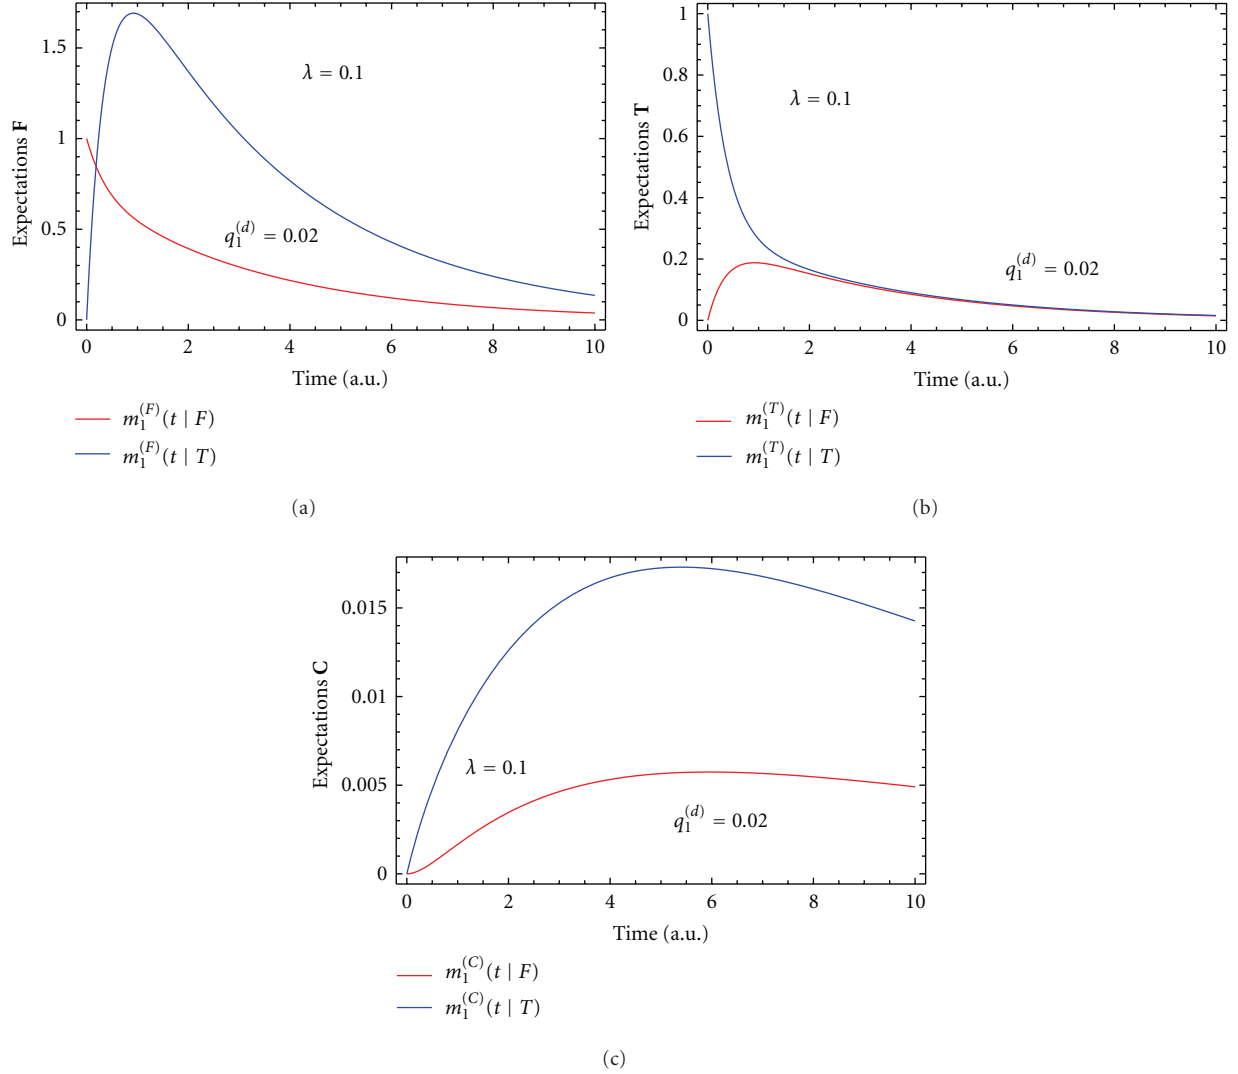 Expectations F
1.5
1
0.5
0
λ = 0.1
q₁⁽ᵈ⁾ = 0.02
0 2 4 6 8 10
Time (a.u.)
m₁⁽ᶠ⁾(t | F)
m₁⁽ᶠ⁾(t | T)
(a)
Expectations T
1
0.8
0.6
0.4
0.2
0
λ = 0.1
q₁⁽ᵈ⁾ = 0.02
0 2 4 6 8 10
Time (a.u.)
m₁⁽ᵀ⁾(t | F)
m₁⁽ᵀ⁾(t | T)
(b)
Expectations C
0.015
0.01
0.005
0
λ = 0.1
q₁⁽ᵈ⁾ = 0.02
0 2 4 6 8 10
Time (a.u.)
m₁^(C)(t | F)
m₁^(C)(t | T)
(c)